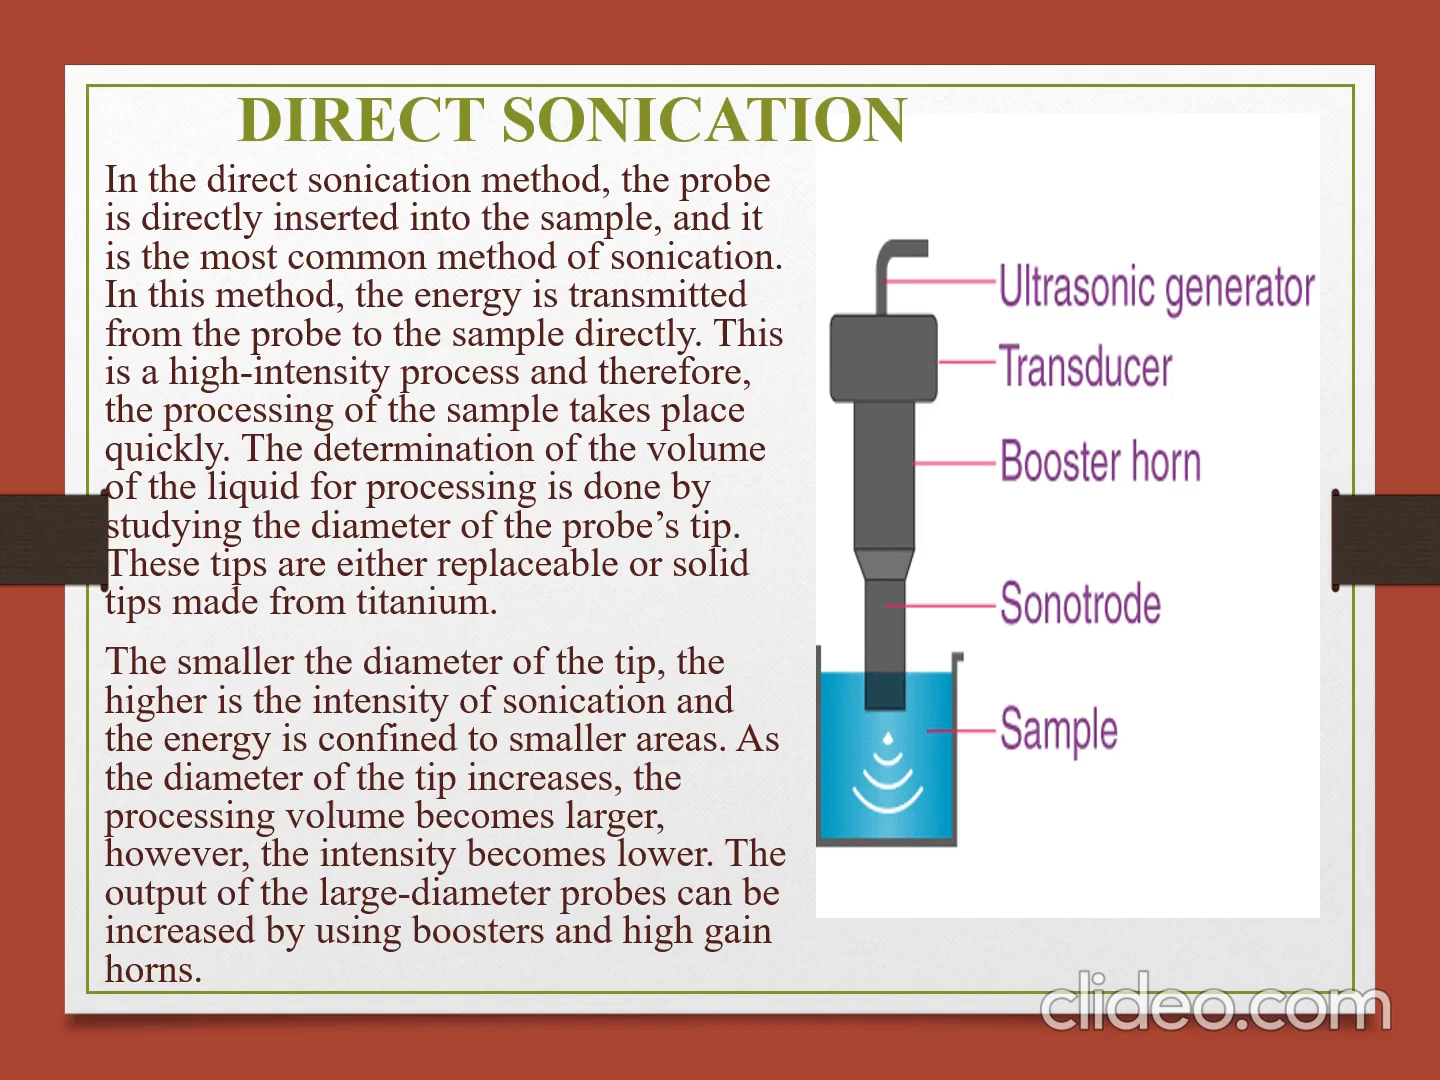 DIRECT SONICATION
In the direct sonication method, the probe
is directly inserted into the sample, and it
is the most common method of sonication.
In this method, the energy is transmitted
from the probe to the sample directly. This
is a high-intensity process and therefore,
the processing of the sample takes place
quickly. The determination of the volume
of the liquid for processing is done by
studying the diameter of the probe’s tip.
These tips are either replaceable or solid
tips made from titanium.
The smaller the diameter of the tip, the
higher is the intensity of sonication and
the energy is confined to smaller areas. As
the diameter of the tip increases, the
processing volume becomes larger,
however, the intensity becomes lower. The
output of the large-diameter probes can be
increased by using boosters and high gain
horns.
Ultrasonic generator
Transducer
Booster horn
Sonotrode
Sample
clideo.com